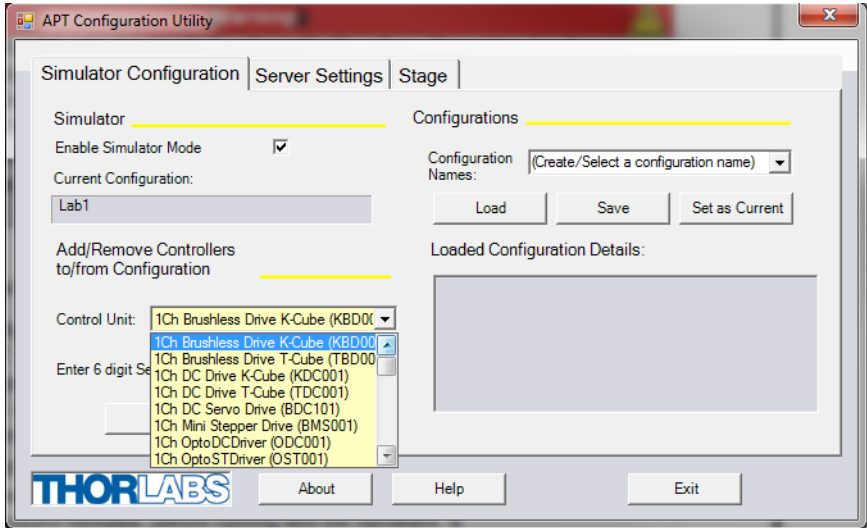 APT Configuration Utility
Simulator Configuration
Server Settings
Stage
Simulator
Enable Simulator Mode
Current Configuration:
Lab1
Add/Remove Controllers
to/from Configuration
Control Unit:
1Ch Brushless Drive K-Cube (KBD00
1Ch Brushless Drive K-Cube (KBD00
1Ch Brushless Drive T-Cube (TBD00
1Ch DC Drive K-Cube (KDC001)
1Ch DC Drive T-Cube (TDC001)
1Ch DC Servo Drive (BDC101)
1Ch Mini Stepper Drive (BMS001)
1Ch OptoDCDriver (ODC001)
1Ch OptoSTDriver (OST001)
Enter 6 digit Se
Configurations
Configuration
Names:
(Create/Select a configuration name)
Load
Save
Set as Current
Loaded Configuration Details:
THORLABS
About
Help
Exit